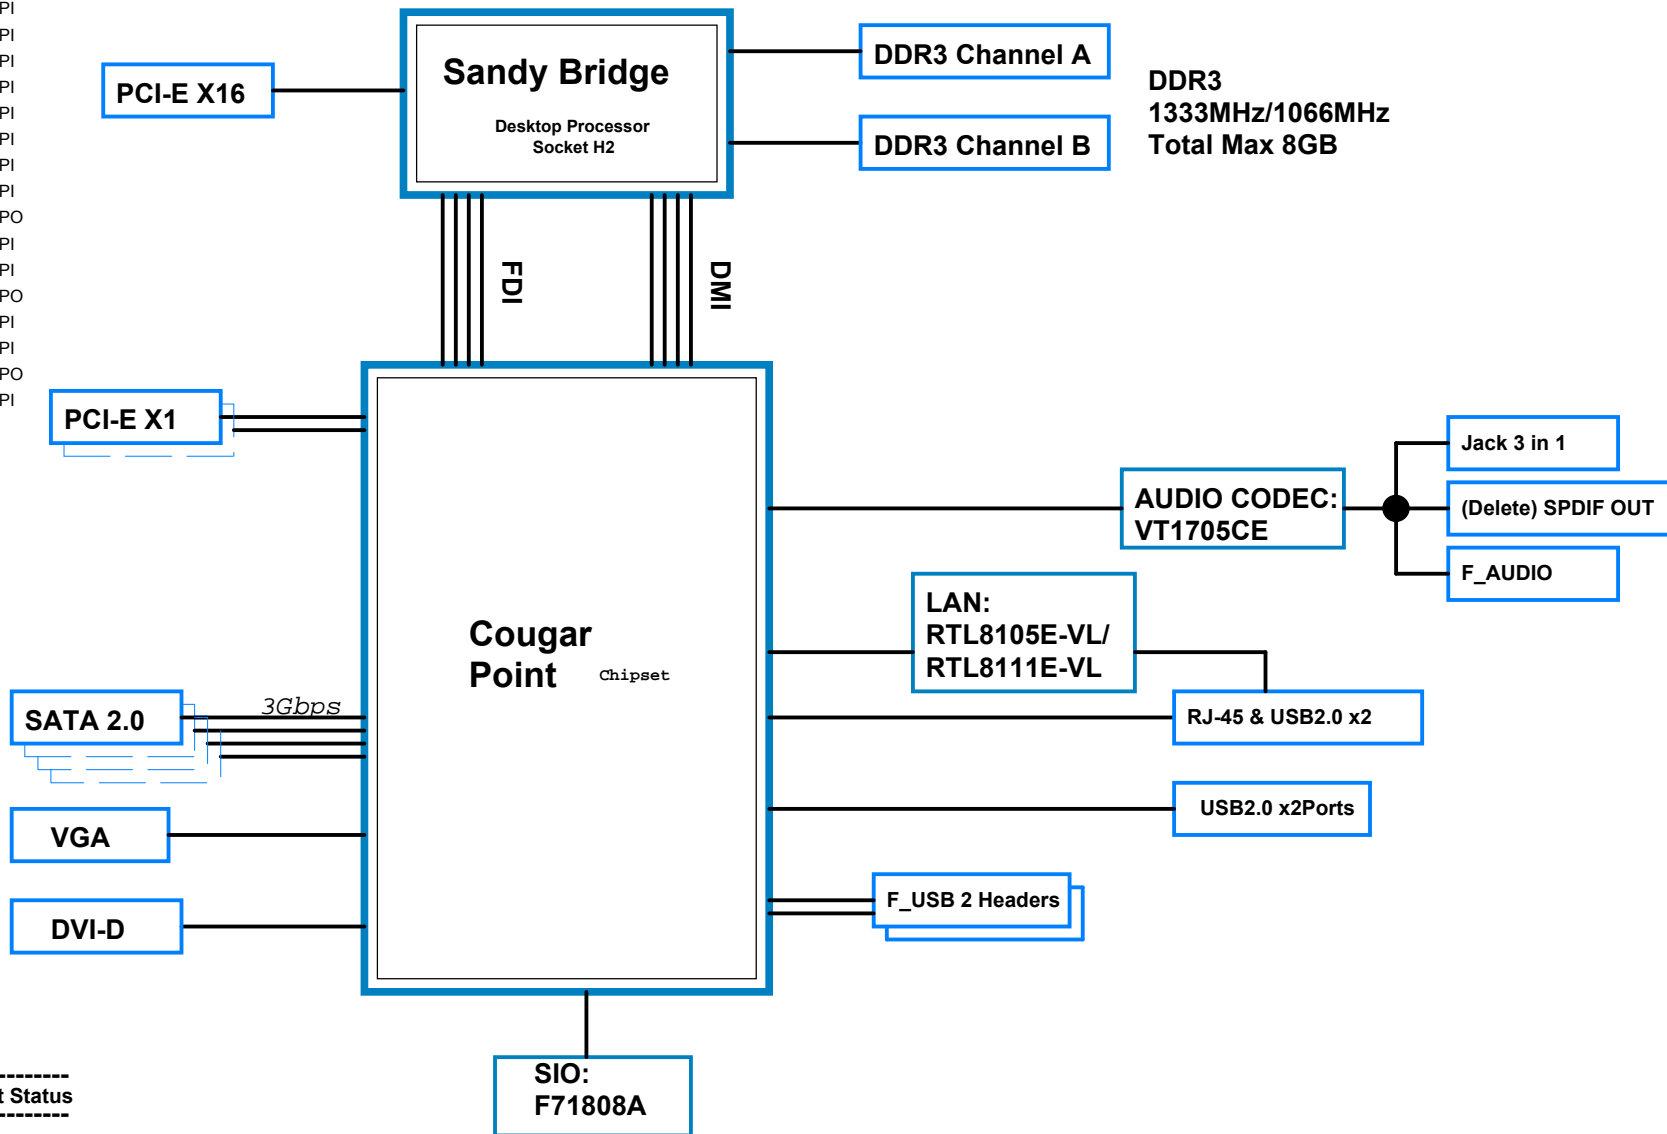 PI
PI
PI
PI
PI
PI
PI
PI
PO
PI
PI
PO
PI
PI
PO
PI
Sandy Bridge
Desktop Processor
Socket H2
PCI-E X16
DDR3 Channel A
DDR3 Channel B
DDR3
1333MHz/1066MHz
Total Max 8GB
FDI
DMI
PCI-E X1
Cougar
Point
Chipset
AUDIO CODEC:
VT1705CE
Jack 3 in 1
(Delete) SPDIF OUT
F_AUDIO
LAN:
RTL8105E-VL/
RTL8111E-VL
RJ-45 & USB2.0 x2
SATA 2.0
3Gbps
USB2.0 x2Ports
VGA
F_USB 2 Headers
DVI-D
SIO:
F71808A
--------
t Status
--------